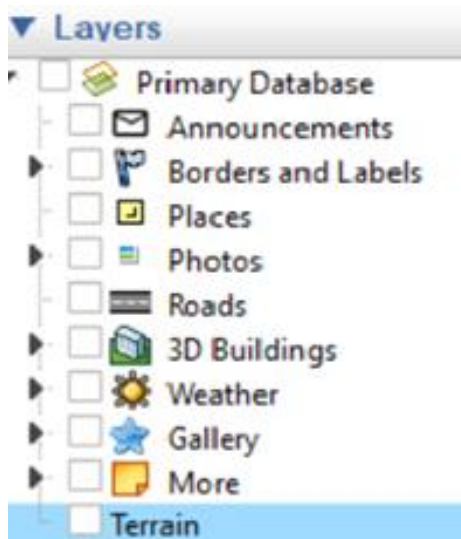 Layers
Primary Database
Announcements
Borders and Labels
Places
Photos
Roads
3D Buildings
Weather
Gallery
More
Terrain